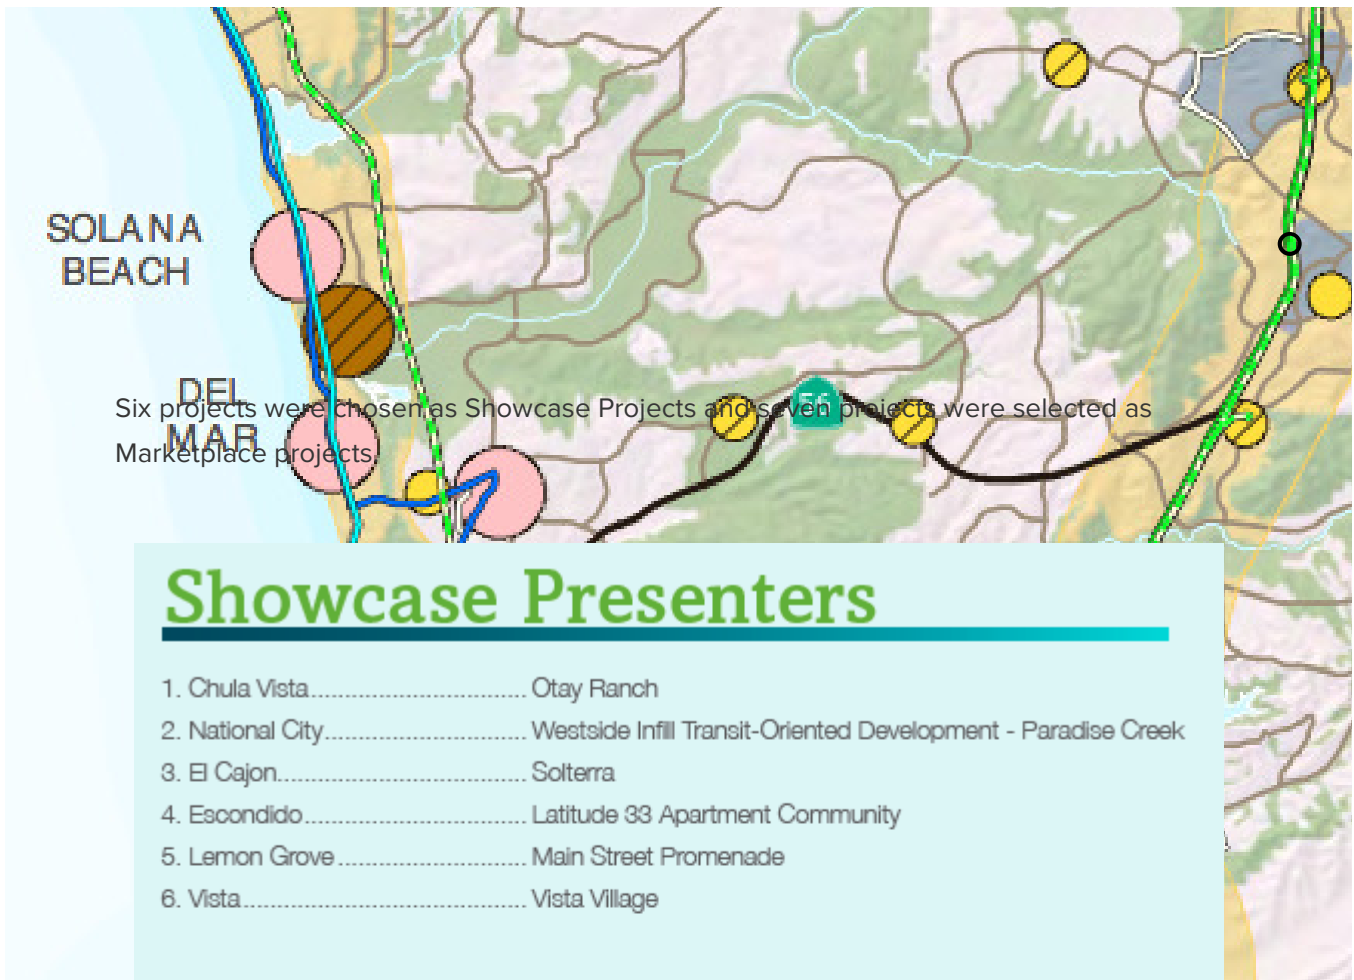 SOLANA
BEACH
DEL
MAR
56
Six projects were chosen as Showcase Projects and seven projects were selected as
Marketplace projects.
Showcase Presenters
1. Chula Vista.............................. Otay Ranch
2. National City............................ Westside Infill Transit-Oriented Development - Paradise Creek
3. El Cajon................................... Solterra
4. Escondido............................... Latitude 33 Apartment Community
5. Lemon Grove.......................... Main Street Promenade
6. Vista........................................ Vista Village